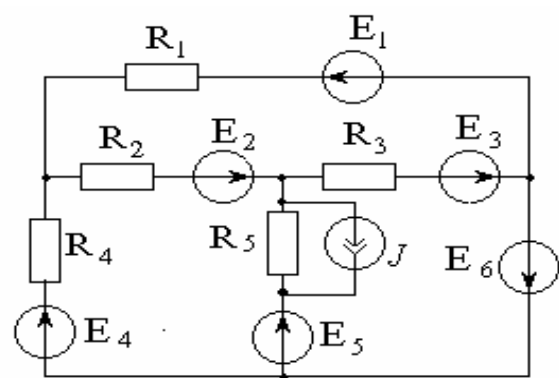 R₁ E₁
R₂ E₂ R₃ E₃
R₄ R₅ J E₆
E₄ E₅